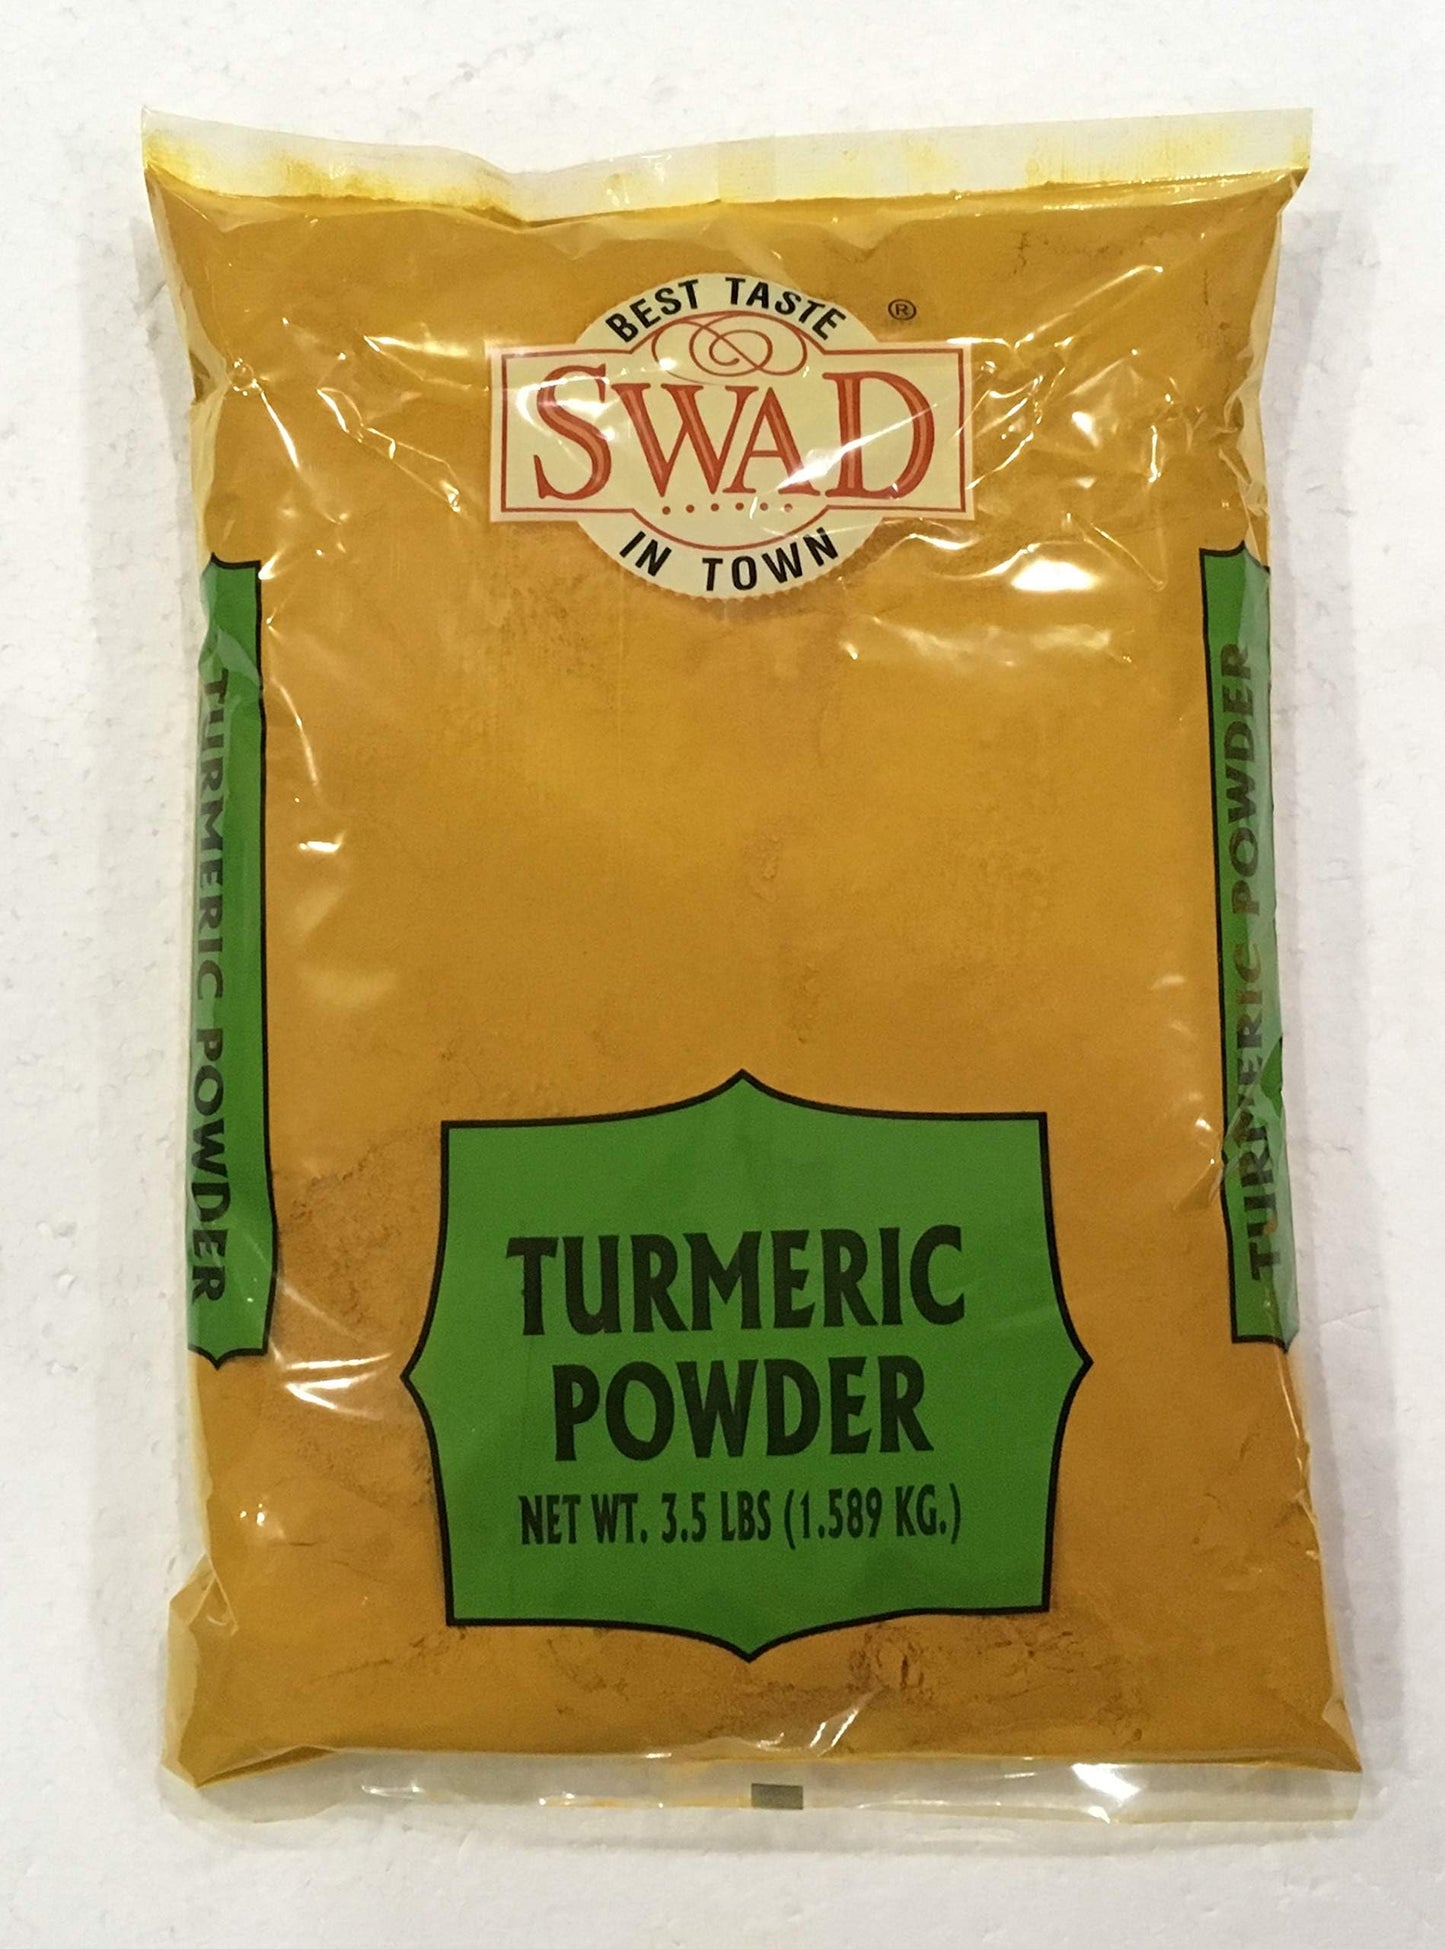 BEST TASTE
®
SWAD
IN TOWN
TURMERIC POWDER
TURMERIC POWDER
TURMERIC
POWDER
NET WT. 3.5 LBS (1.589 KG.)